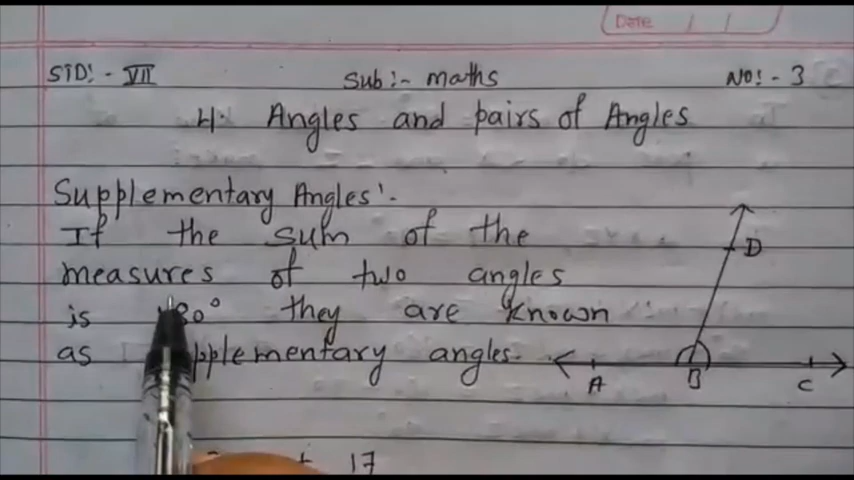 Date
STD:- VII Sub:- maths No:- 3
4. Angles and pairs of Angles
Supplementary Angles:-
If the sum of the
measures of two angles
is 180° they are known
as supplementary angles.
D
A B C
17